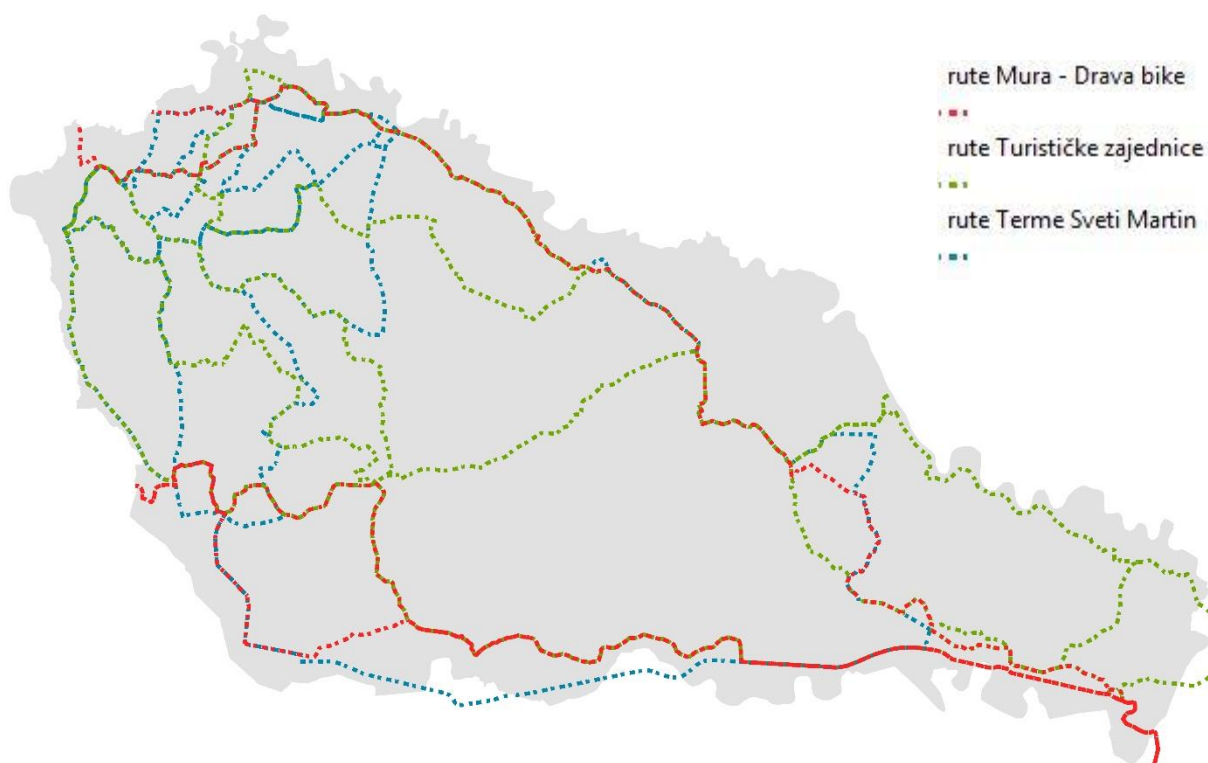 rute Mura - Drava bike
rute Turističke zajednice
rute Terme Sveti Martin